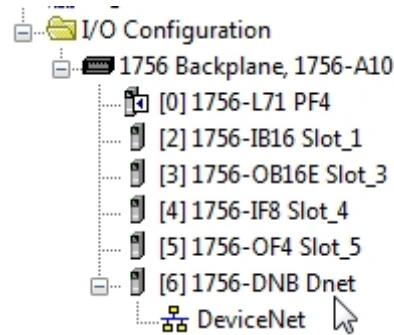 I/O Configuration
1756 Backplane, 1756-A10
[0] 1756-L71 PF4
[2] 1756-IB16 Slot_1
[3] 1756-OB16E Slot_3
[4] 1756-IF8 Slot_4
[5] 1756-OF4 Slot_5
[6] 1756-DNB Dnet
DeviceNet